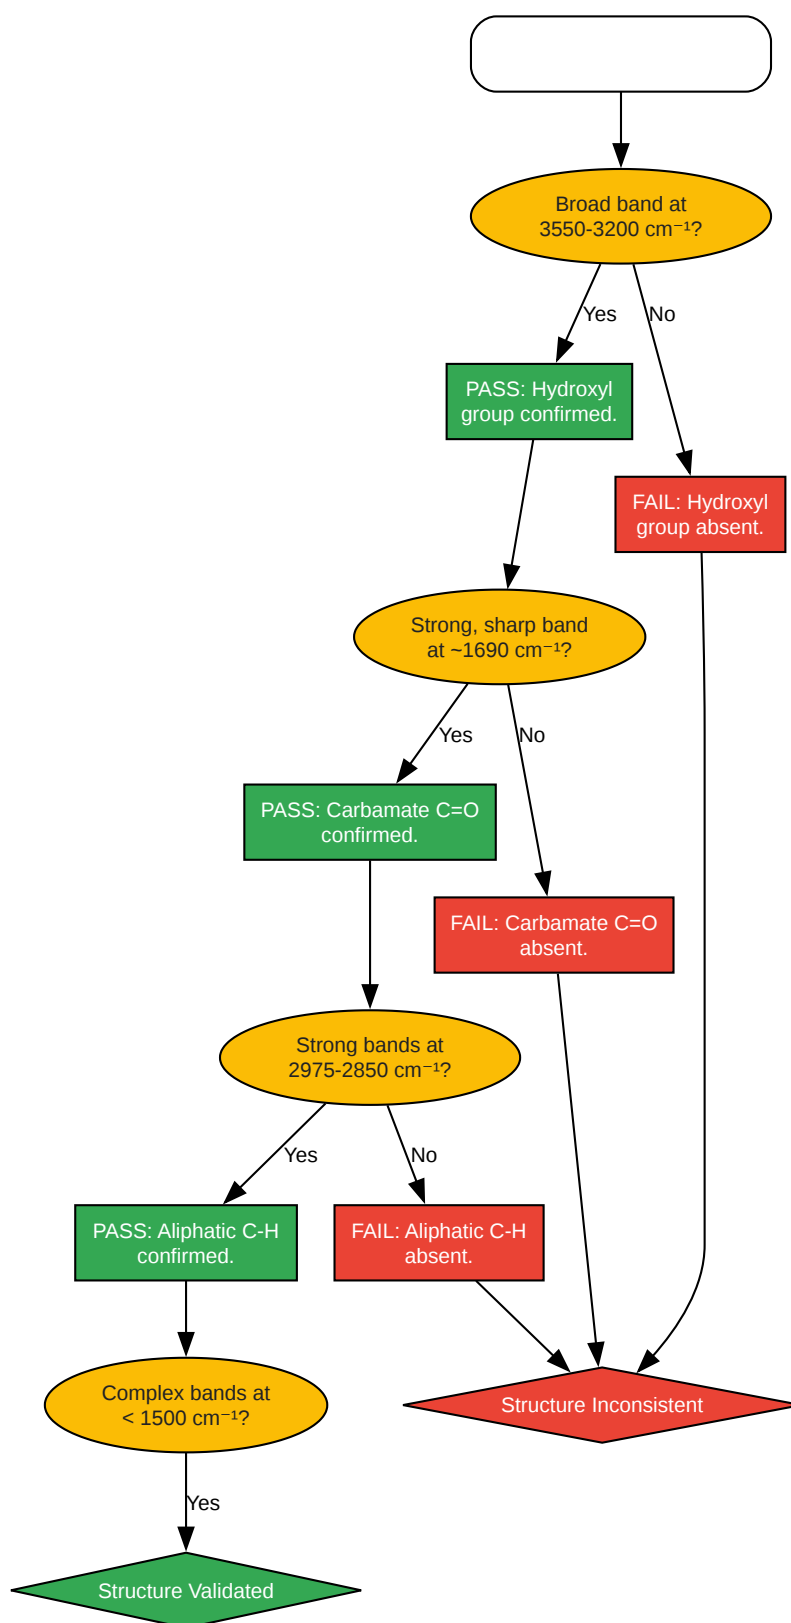 Broad band at
3550-3200 cm⁻¹?
Yes
No
PASS: Hydroxyl
group confirmed.
FAIL: Hydroxyl
group absent.
Strong, sharp band
at ~1690 cm⁻¹?
Yes
No
PASS: Carbamate C=O
confirmed.
FAIL: Carbamate C=O
absent.
Strong bands at
2975-2850 cm⁻¹?
Yes
No
PASS: Aliphatic C-H
confirmed.
FAIL: Aliphatic C-H
absent.
Complex bands at
< 1500 cm⁻¹?
Structure Inconsistent
Yes
Structure Validated